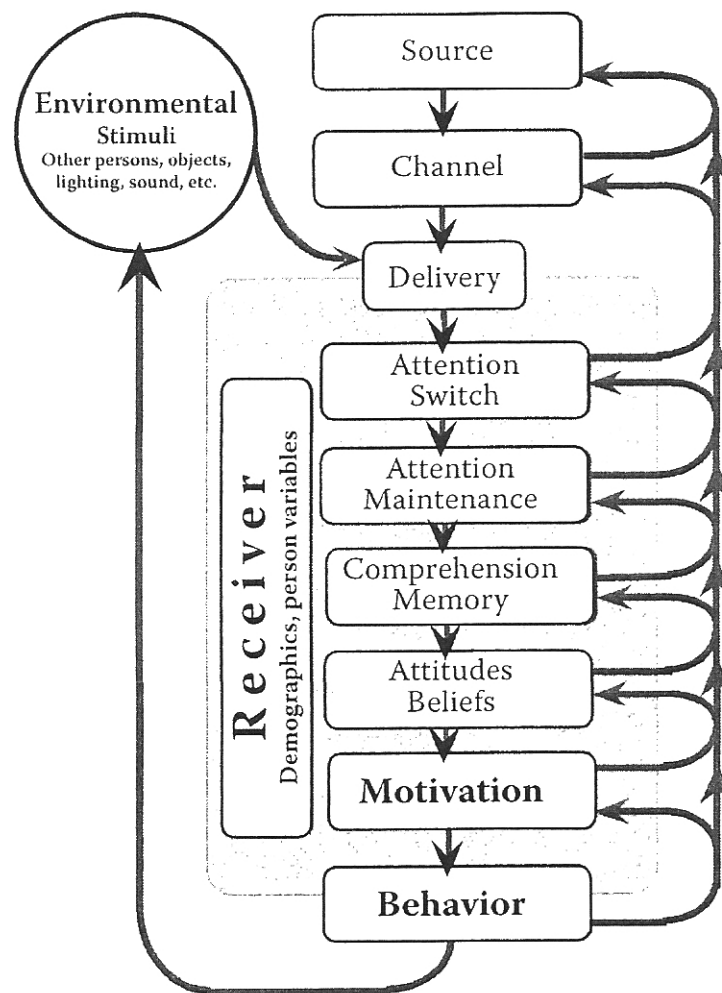 Source
Environmental
Stimuli
Other persons, objects,
lighting, sound, etc.
Channel
Delivery
Attention
Switch
Receiver
Demographics, person variables
Attention
Maintenance
Comprehension
Memory
Attitudes
Beliefs
Motivation
Behavior